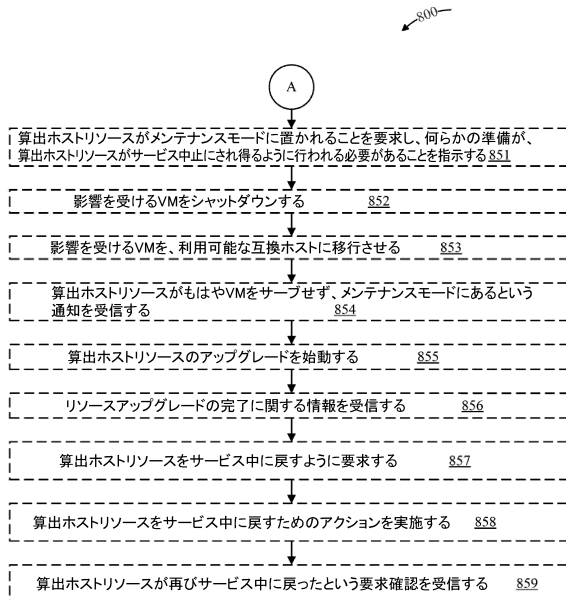 800
A
算出ホストリソースがメンテナンスモードに置かれることを要求し、何らかの準備が、
算出ホストリソースがサービス中止にされ得るように行われる必要があることを指示する 851
影響を受けるVMをシャットダウンする 852
影響を受けるVMを、利用可能な互換ホストに移行させる 853
算出ホストリソースがもはやVMをサーブせず、メンテナンスモードにあるという
通知を受信する 854
算出ホストリソースのアップグレードを始動する 855
リソースアップグレードの完了に関する情報を受信する 856
算出ホストリソースをサービス中に戻すように要求する 857
算出ホストリソースをサービス中に戻すためのアクションを実施する 858
算出ホストリソースが再びサービス中に戻ったという要求確認を受信する 859